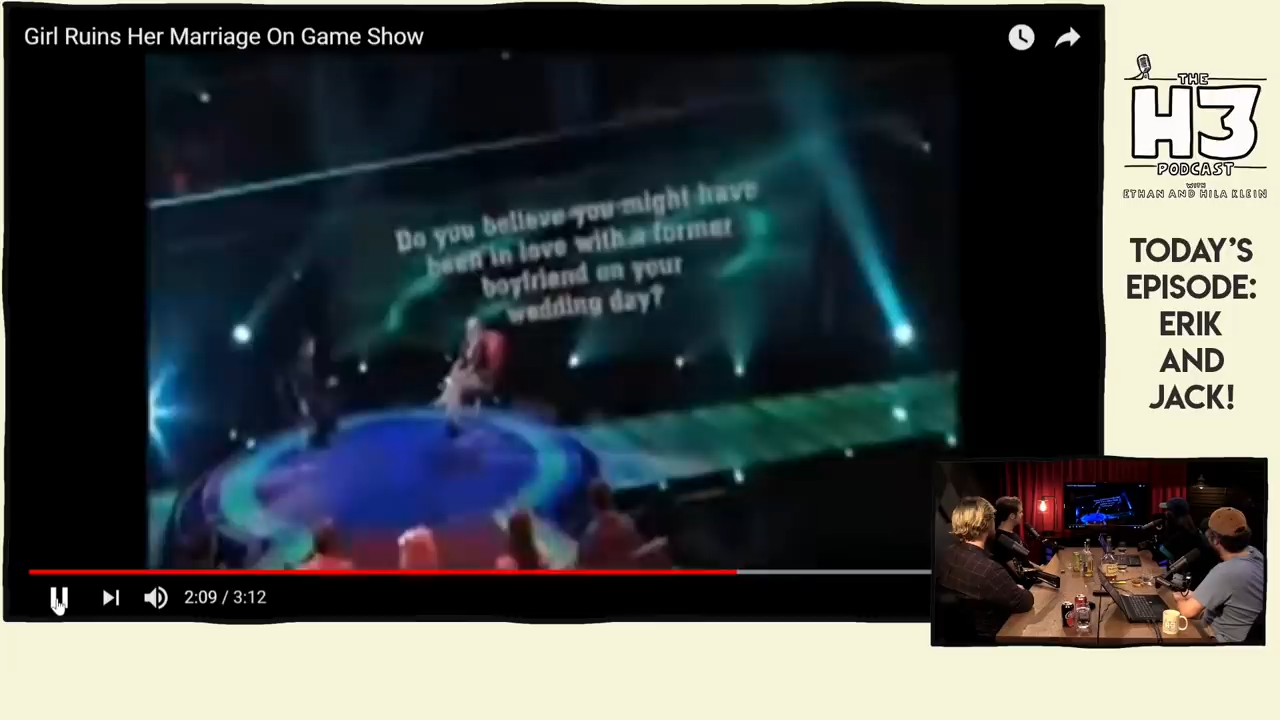 Girl Ruins Her Marriage On Game Show
Do you believe you might have
been in love with a former
boyfriend on your
wedding day?
2:09 / 3:12
THE
H3
PODCAST
WITH
ETHAN AND HILA KLEIN
TODAY'S
EPISODE:
ERIK
AND
JACK!